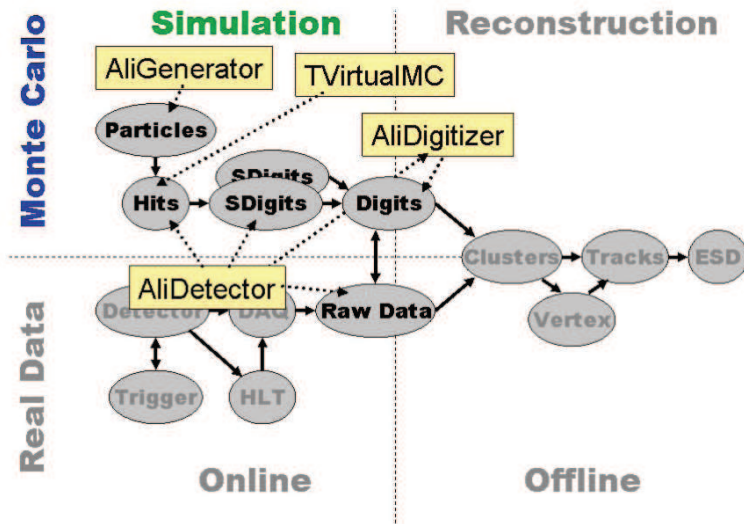 Simulation
Reconstruction
Monte Carlo
AliGenerator
TVirtualMC
Particles
AliDigitizer
SDigits
Hits
SDigits
Digits
Clusters
Tracks
ESD
AliDetector
Detector
DAQ
Raw Data
Vertex
Real Data
Trigger
HLT
Online
Offline